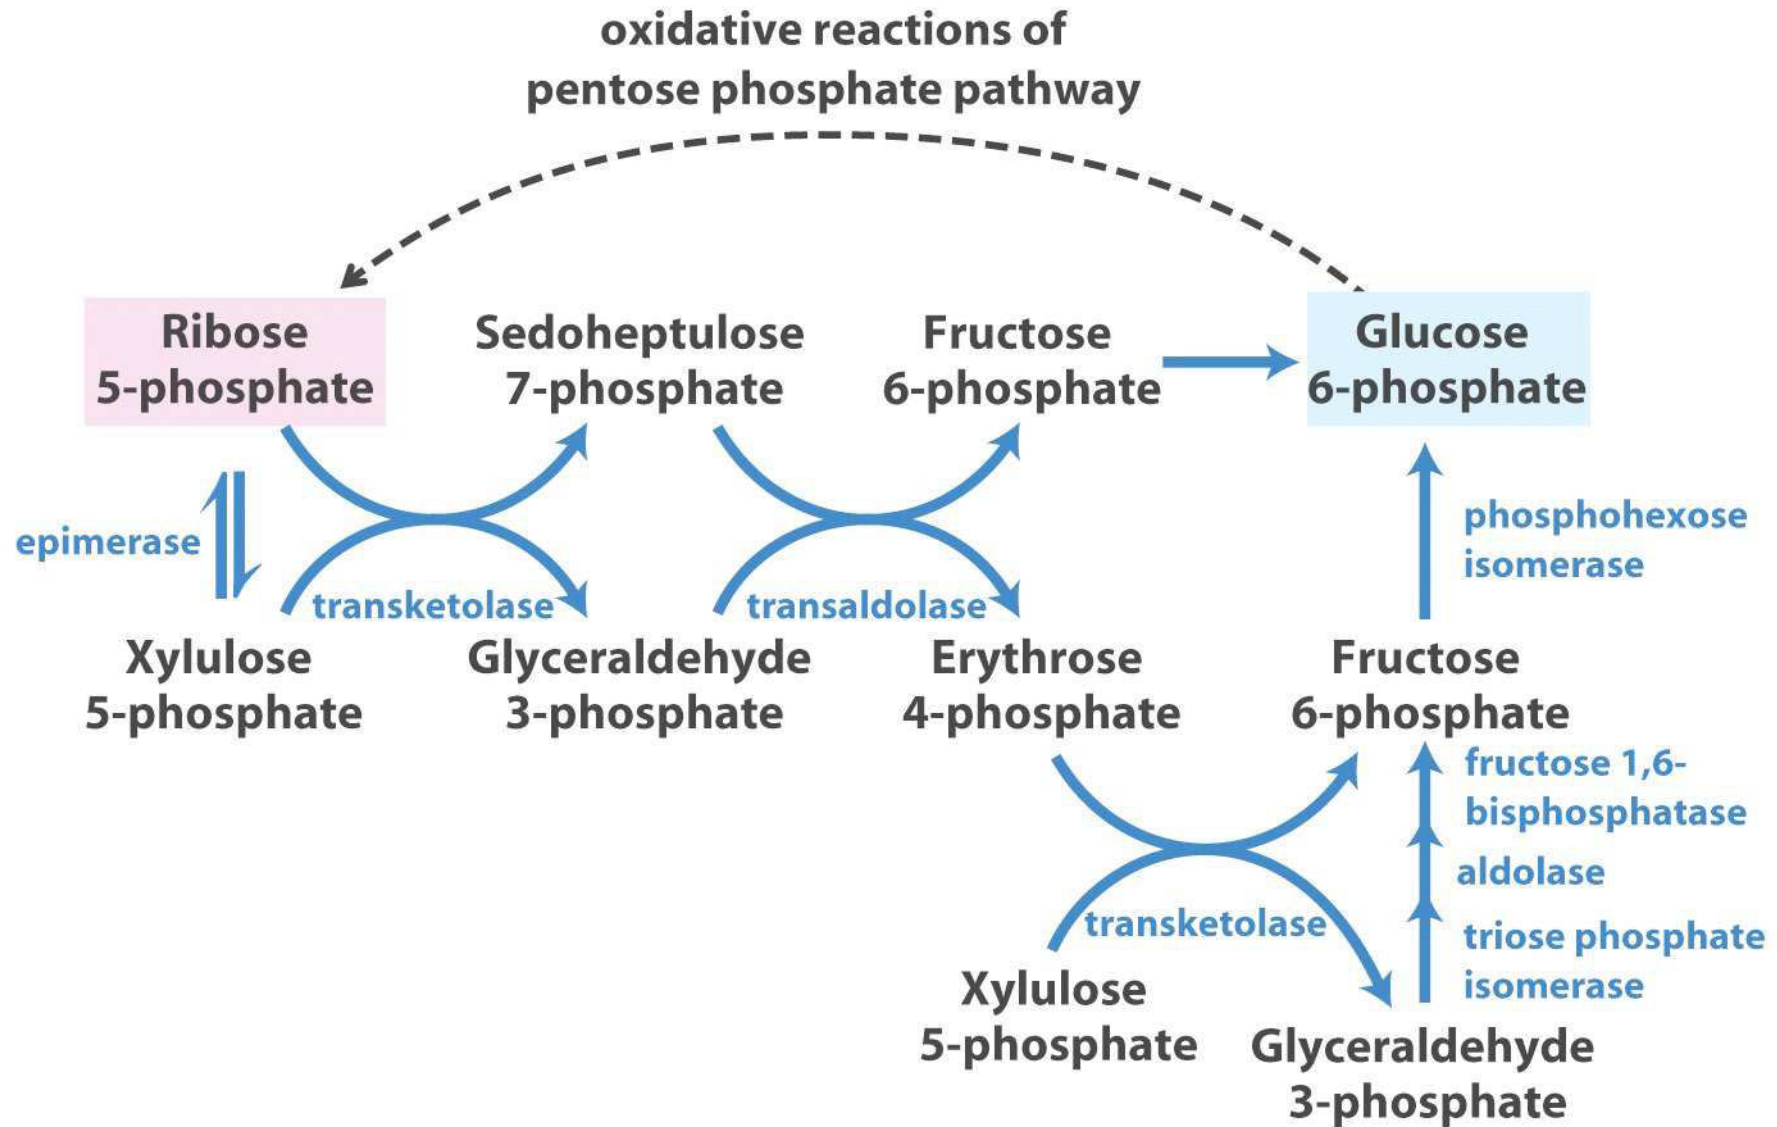 oxidative reactions of
pentose phosphate pathway
Ribose
5-phosphate
Sedoheptulose
7-phosphate
Fructose
6-phosphate
Glucose
6-phosphate
epimerase
transketolase
transaldolase
phosphohexose
isomerase
Xylulose
5-phosphate
Glyceraldehyde
3-phosphate
Erythrose
4-phosphate
Fructose
6-phosphate
fructose 1,6-
bisphosphatase
aldolase
transketolase
triose phosphate
isomerase
Xylulose
5-phosphate
Glyceraldehyde
3-phosphate